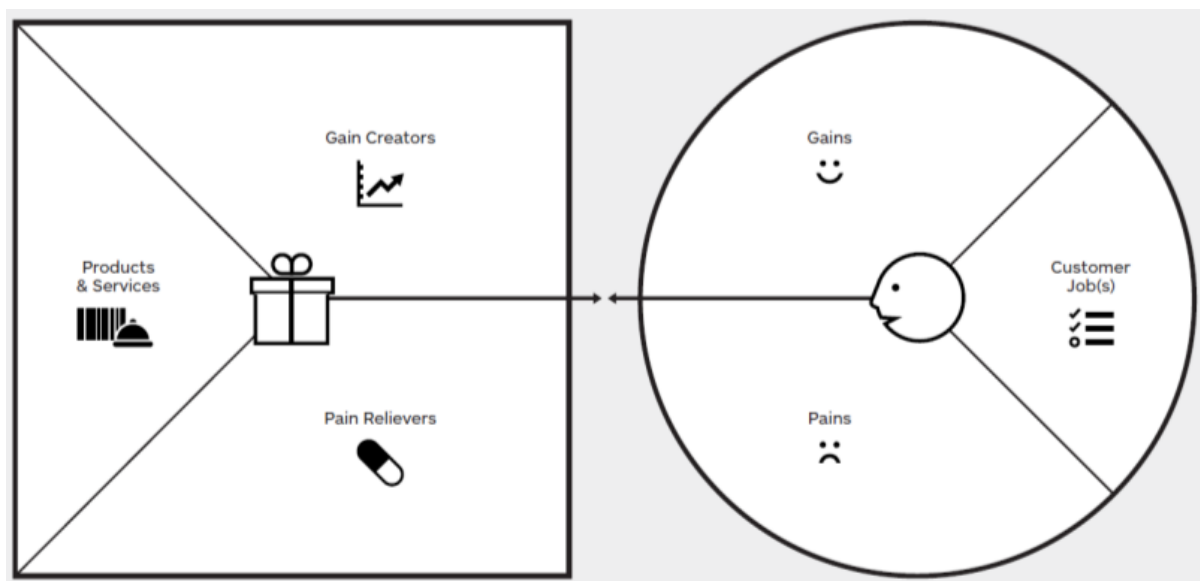 Gain Creators
Products
& Services
Pain Relievers
Gains
Customer
Job(s)
Pains